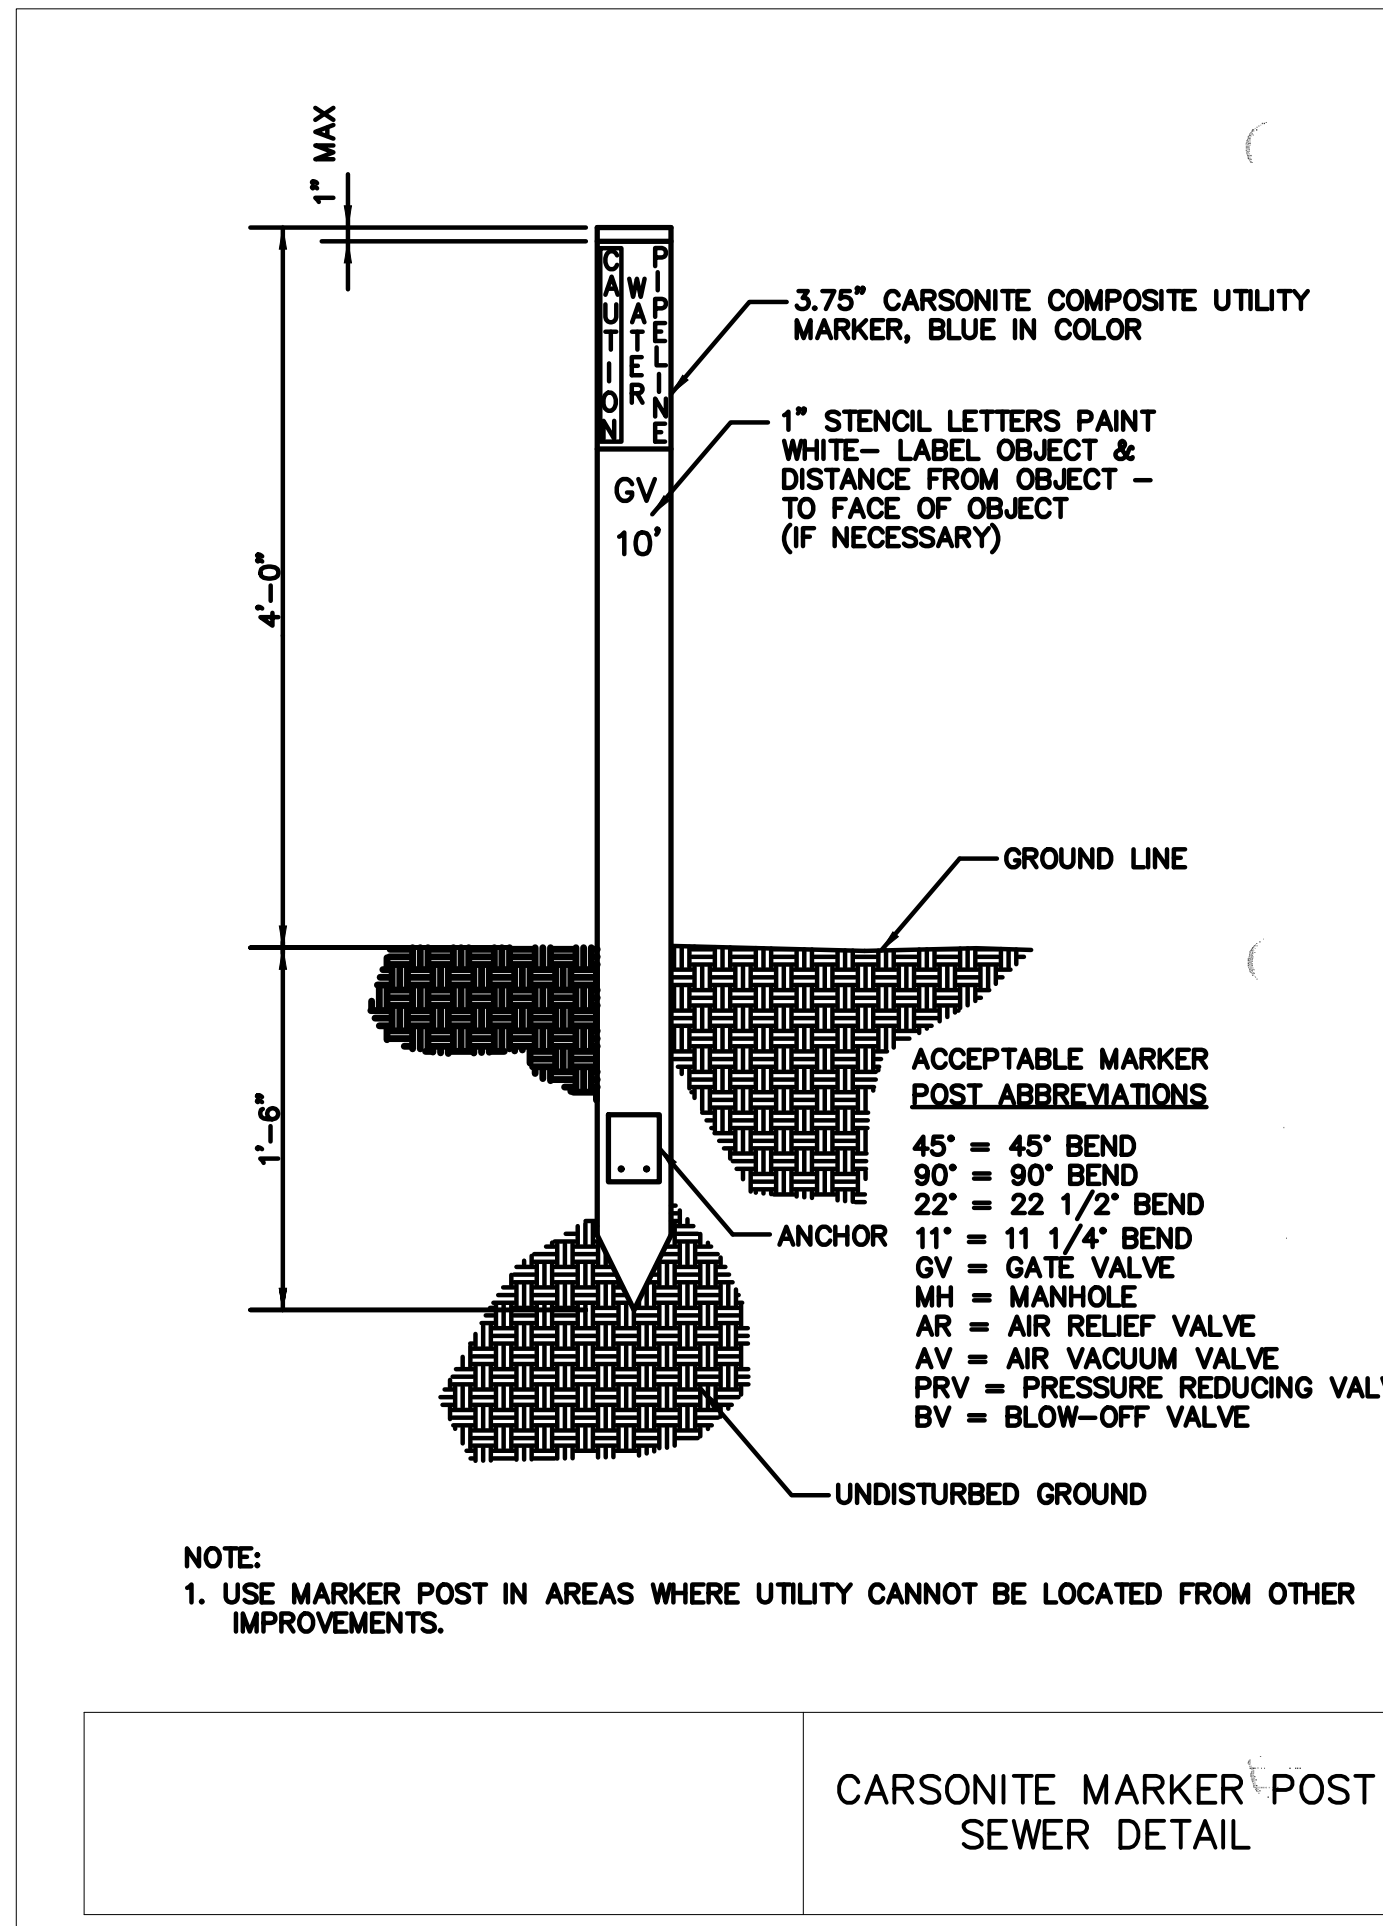 1" MAX
CAUTION
WATER
PIPELINE
3.75" CARSONITE COMPOSITE UTILITY
MARKER, BLUE IN COLOR
1" STENCIL LETTERS PAINT
WHITE- LABEL OBJECT &
DISTANCE FROM OBJECT -
TO FACE OF OBJECT
(IF NECESSARY)
GV
10'
4'-0"
GROUND LINE
1'-6"
ACCEPTABLE MARKER
POST ABBREVIATIONS
45° = 45° BEND
90° = 90° BEND
22° = 22 1/2° BEND
11° = 11 1/4° BEND
GV = GATE VALVE
MH = MANHOLE
AR = AIR RELIEF VALVE
AV = AIR VACUUM VALVE
PRV = PRESSURE REDUCING
BV = BLOW-OFF VALVE
ANCHOR
UNDISTURBED GROUND
NOTE:
1. USE MARKER POST IN AREAS WHERE UTILITY CANNOT BE LOCATED FROM OTHER
IMPROVEMENTS.
CARSONITE MARKER POST
SEWER DETAIL